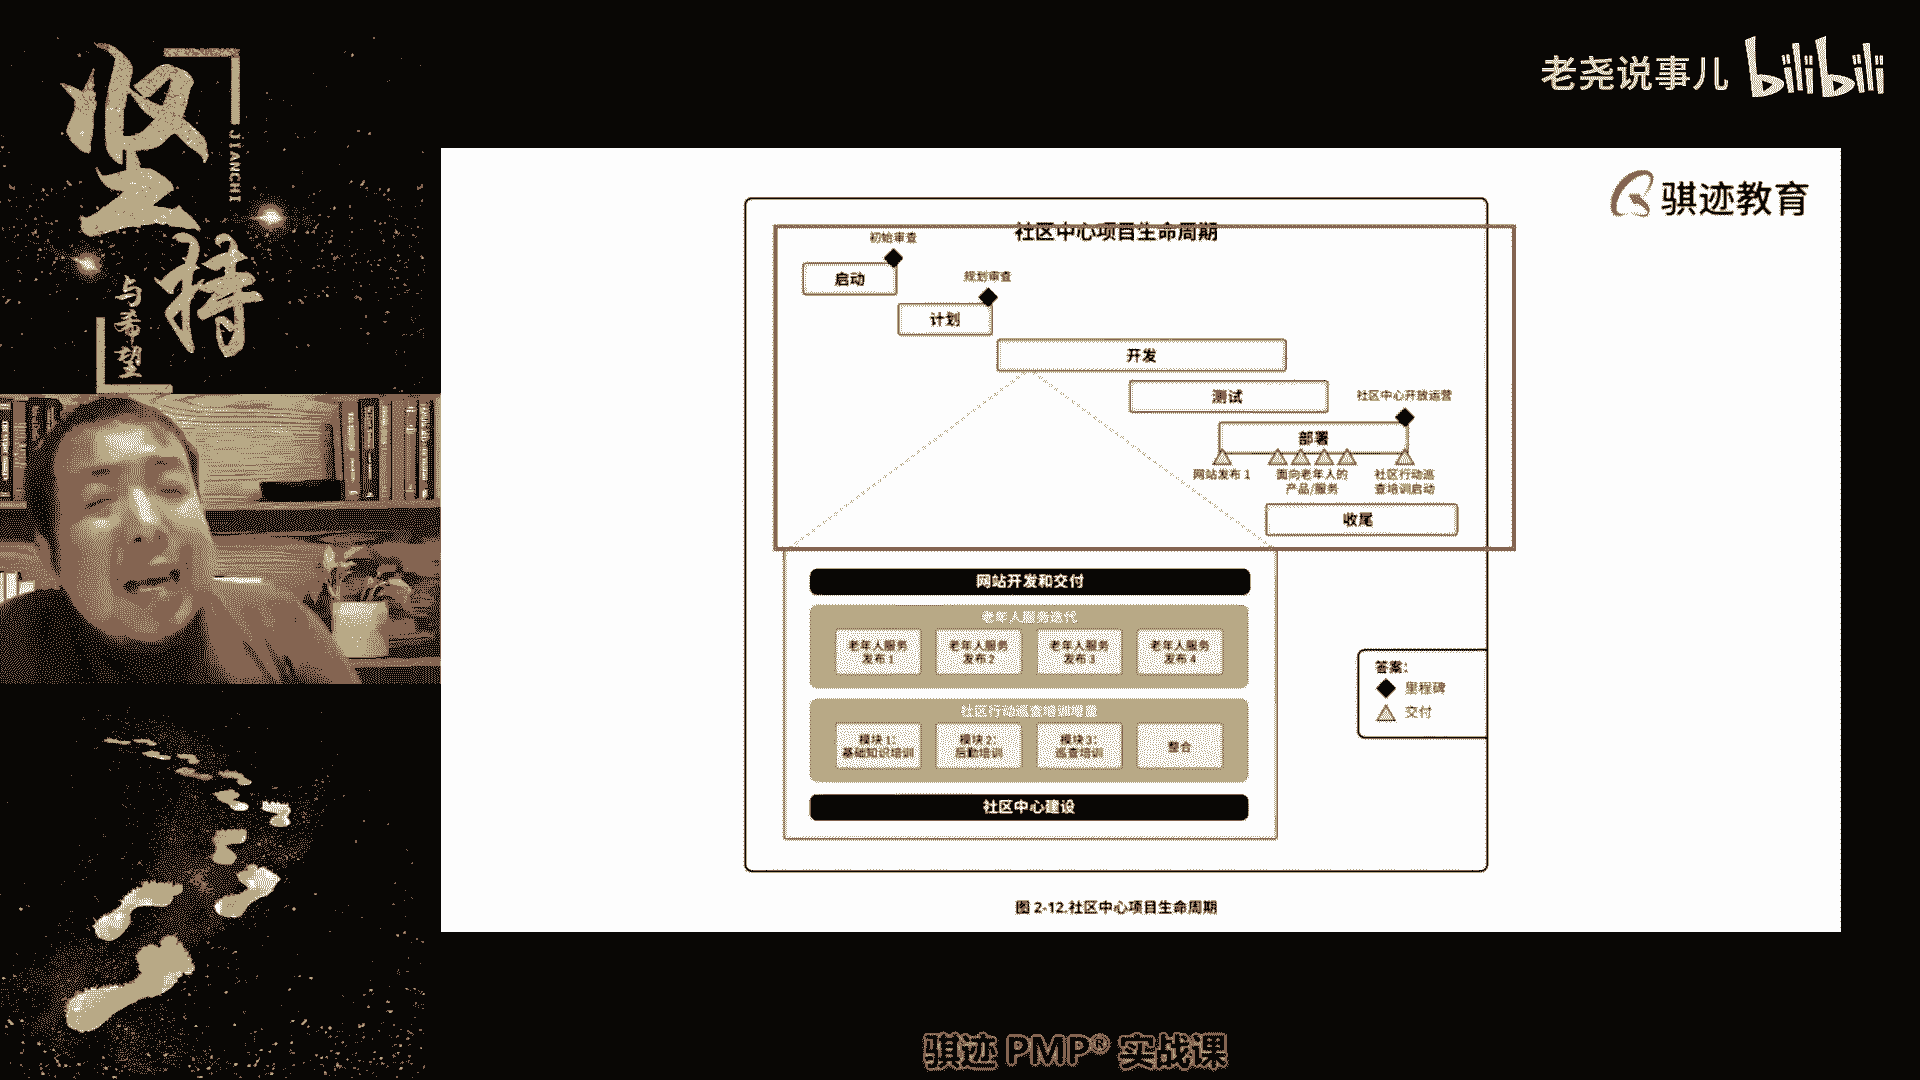 坚持
JIANCHI
与希望
老尧说事儿 bilibili
骐迹教育
社区中心项目生命周期
初始审查
启动
规划审查
计划
开发
测试
社区中心开放运营
部署
网站发布 1
面向老年人的
产品/服务
社区行动巡
查培训启动
收尾
网站开发和交付
老年人服务迭代
老年人服务
发布 1
老年人服务
发布 2
老年人服务
发布 3
老年人服务
发布 4
社区行动巡查培训增量
模块 1:
基础知识培训
模块 2:
后勤培训
模块 3:
巡查培训
整合
社区中心建设
答案:
里程碑
交付
图 2-12.社区中心项目生命周期
骐迹 PMP® 实战课